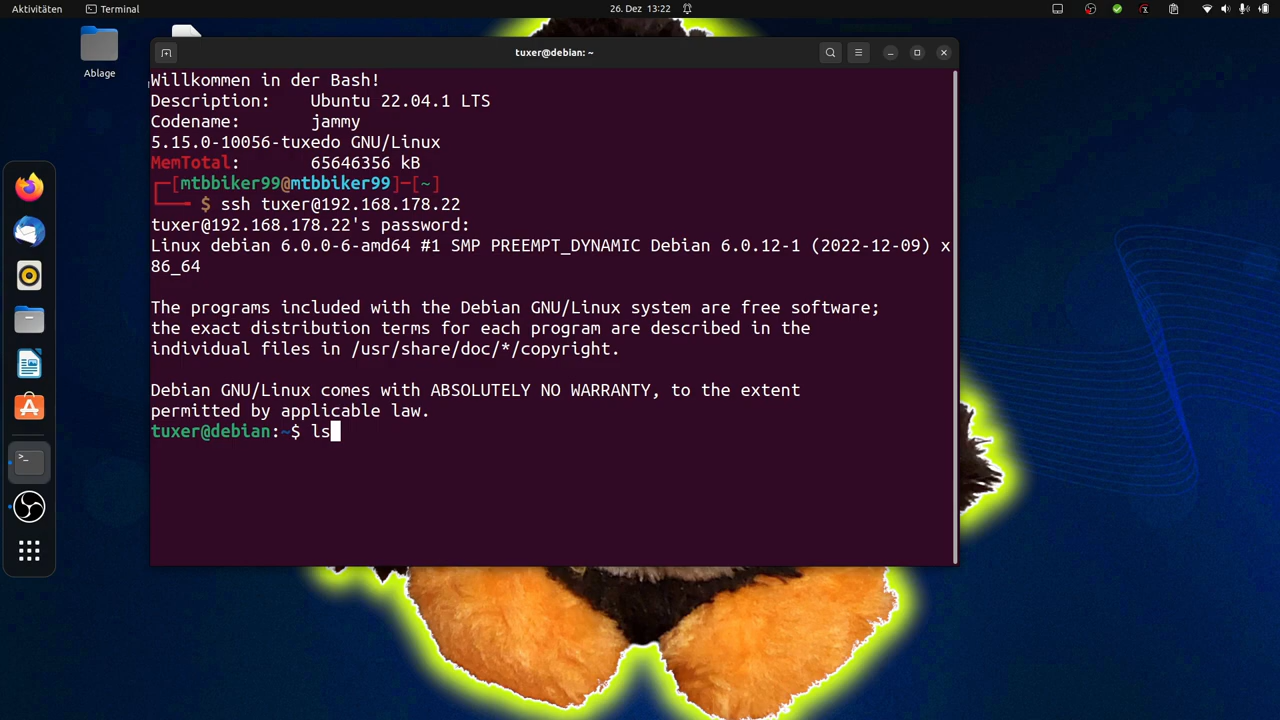 Aktivitäten Terminal 26. Dez 13:22
Ablage
tuxer@debian: ~
Willkommen in der Bash!
Description: Ubuntu 22.04.1 LTS
Codename: jammy
5.15.0-10056-tuxedo GNU/Linux
MemTotal: 65646356 kB
┌─[mtbbiker99@mtbbiker99]─[~]
└──╼ $ ssh tuxer@192.168.178.22
tuxer@192.168.178.22's password:
Linux debian 6.0.0-6-amd64 #1 SMP PREEMPT_DYNAMIC Debian 6.0.12-1 (2022-12-09) x
86_64
The programs included with the Debian GNU/Linux system are free software;
the exact distribution terms for each program are described in the
individual files in /usr/share/doc/*/copyright.
Debian GNU/Linux comes with ABSOLUTELY NO WARRANTY, to the extent
permitted by applicable law.
tuxer@debian:~$ ls